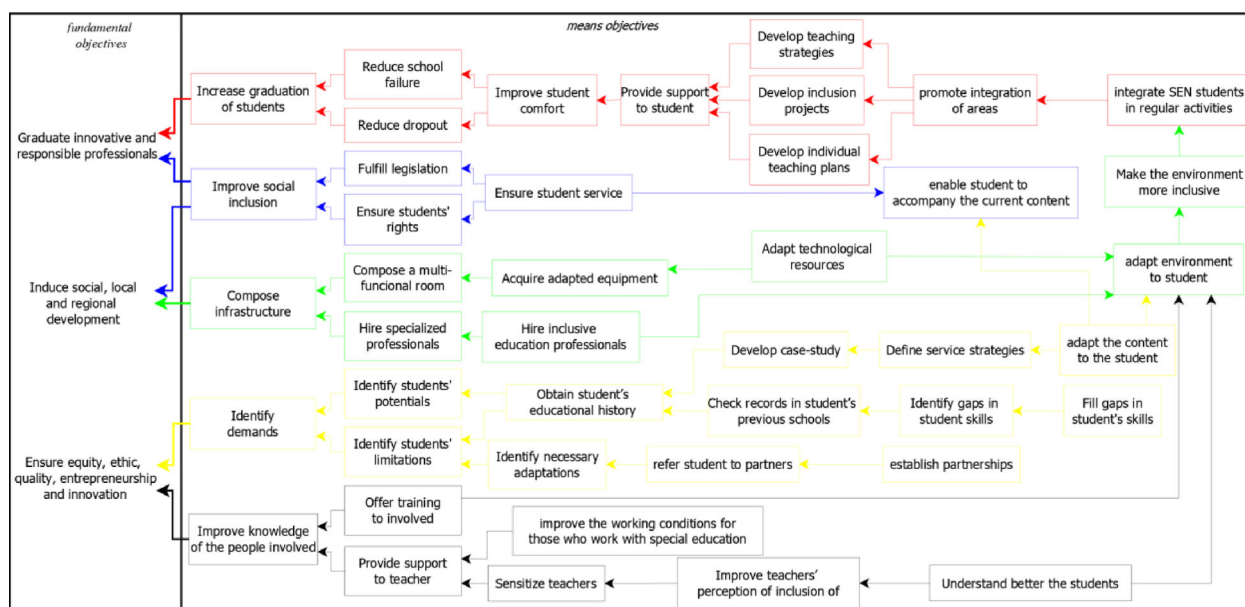 fundamental
objectives
means objectives
Graduate innovative and
responsible professionals
Induce social, local
and regional
development
Ensure equity, ethic,
quality, entrepreneurship
and innovation
Increase graduation
of students
Reduce school
failure
Reduce dropout
Improve student
comfort
Provide support
to student
Develop teaching
strategies
Develop inclusion
projects
Develop individual
teaching plans
promote integration
of areas
integrate SEN students
in regular activities
Improve social
inclusion
Fulfill legislation
Ensure students'
rights
Ensure student service
enable student to
accompany the current content
Make the environment
more inclusive
Compose
infrastructure
Compose a multi-
funcional room
Hire specialized
professionals
Acquire adapted equipment
Hire inclusive
education professionals
Adapt technological
resources
adapt environment
to student
Identify
demands
Identify students'
potentials
Identify students'
limitations
Obtain student's
educational history
Develop case-study
Define service strategies
adapt the content
to the student
Check records in student's
previous schools
Identify gaps in
student skills
Fill gaps in
student's skills
Identify necessary
adaptations
refer student to partners
establish partnerships
Improve knowledge
of the people involved
Offer training
to involved
Provide support
to teacher
improve the working conditions for
those who work with special education
Sensitize teachers
Improve teachers'
perception of inclusion of
Understand better the students